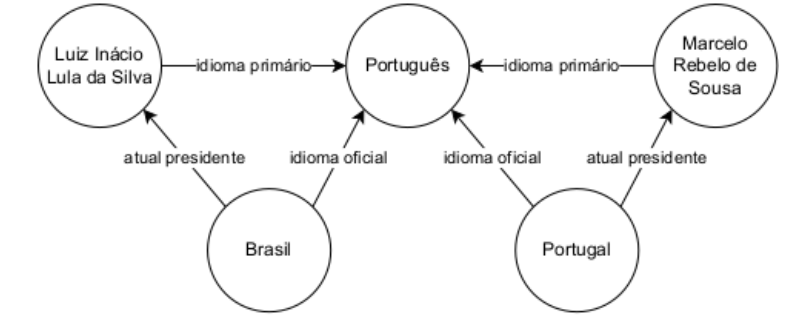 Luiz Inácio
Lula da Silva
idioma primário
Português
idioma primário
Marcelo
Rebelo de
Sousa
atual presidente
idioma oficial
idioma oficial
atual presidente
Brasil
Portugal